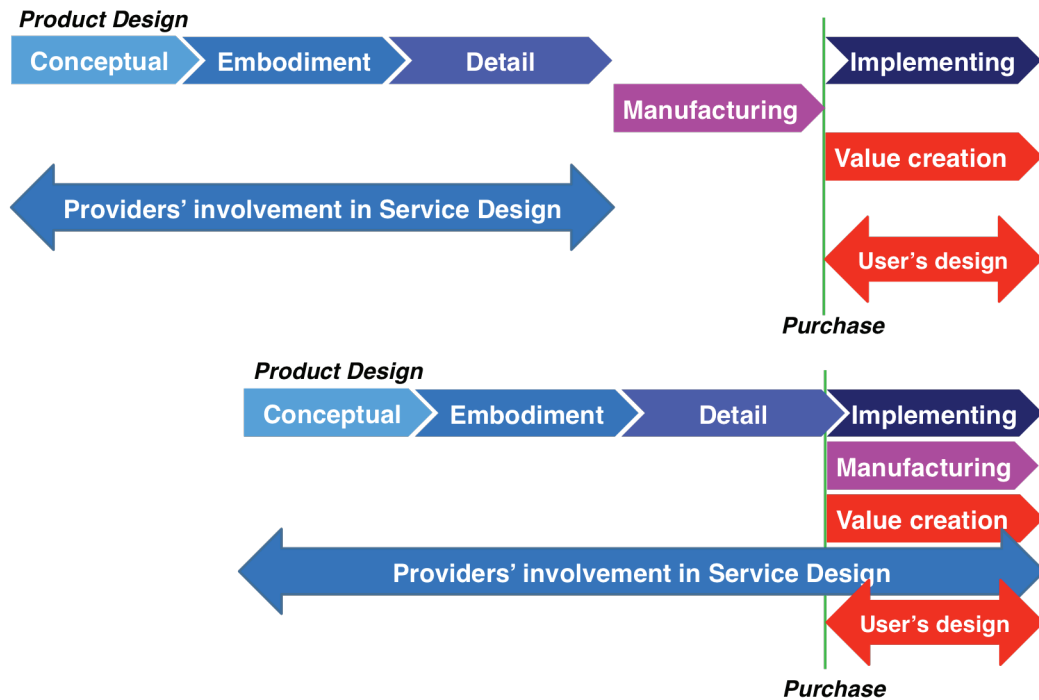 Product Design
Conceptual Embodiment Detail Implementing
Manufacturing
Value creation
Providers’ involvement in Service Design
User’s design
Purchase
Product Design
Conceptual Embodiment Detail Implementing
Manufacturing
Value creation
Providers’ involvement in Service Design
User’s design
Purchase